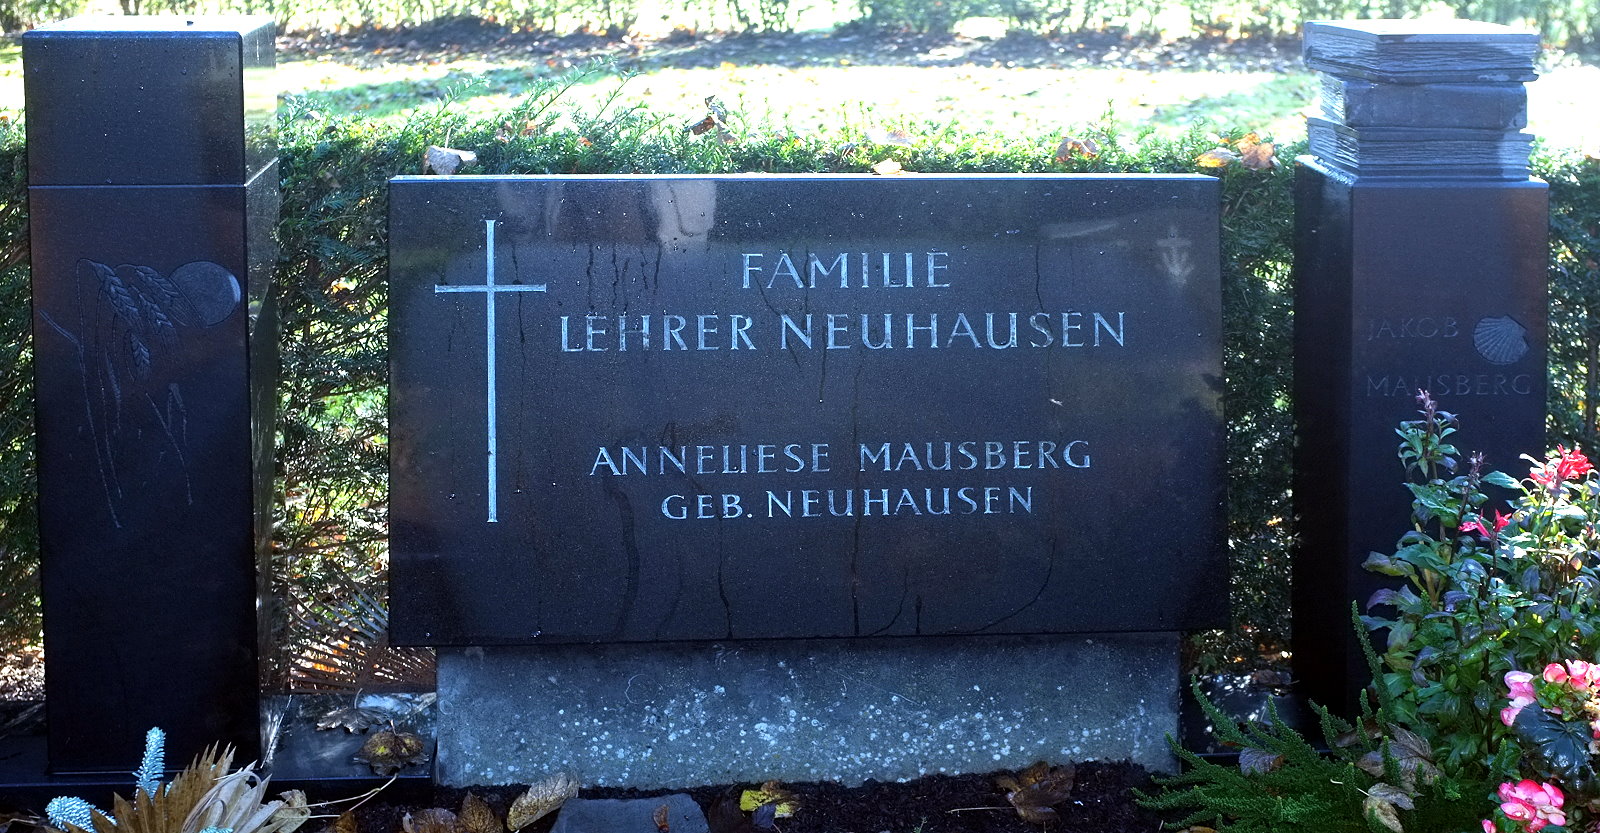 FAMILIE
LEHRER NEUHAUSEN
ANNELIESE MAUSBERG
GEB. NEUHAUSEN
JAKOB
MAUSBERG